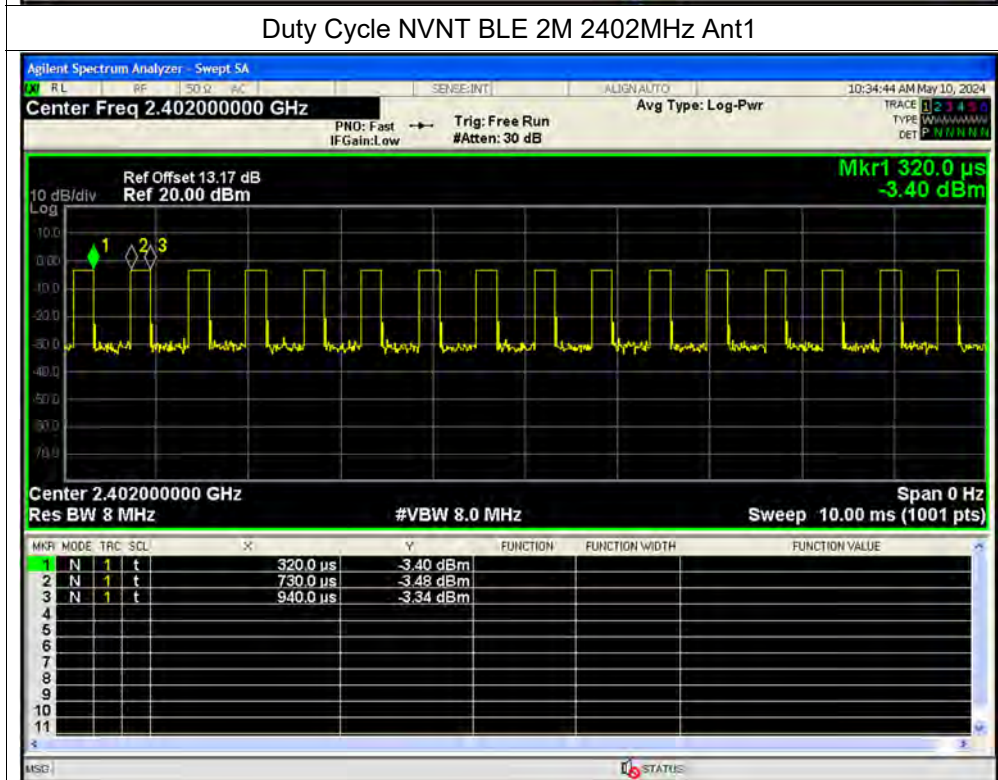 Duty Cycle NVNT BLE 2M 2402MHz Ant1
Agilent Spectrum Analyzer - Swept SA
RL RF 50 Ω AC SENSE:INT ALIGN AUTO 10:34:44 AM May 10, 2024
Center Freq 2.402000000 GHz Avg Type: Log-Pwr TRACE 1 2 3 4 5 6
PNO: Fast Trig: Free Run TYPE
IFGain:Low #Atten: 30 dB DET P N N N N N
Mkr1 320.0 µs
-3.40 dBm
Ref Offset 13.17 dB
10 dB/div Ref 20.00 dBm
Log
10.0
0.00
-10.0
-20.0
-30.0
-40.0
-50.0
-60.0
-70.0
1 2 3
Center 2.402000000 GHz Span 0 Hz
Res BW 8 MHz #VBW 8.0 MHz Sweep 10.00 ms (1001 pts)
MKR MODE TRC SCL X Y FUNCTION FUNCTION WIDTH FUNCTION VALUE
1 N 1 t 320.0 µs -3.40 dBm
2 N 1 t 730.0 µs -3.48 dBm
3 N 1 t 940.0 µs -3.34 dBm
4
5
6
7
8
9
10
11
MSG STATUS